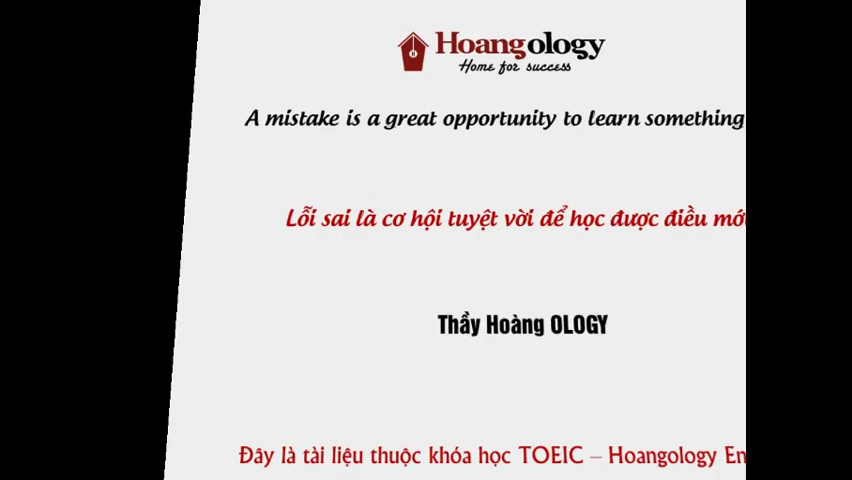 Hoangology
Home for success
A mistake is a great opportunity to learn something
Lỗi sai là cơ hội tuyệt vời để học được điều
Thầy Hoàng OLOGY
Đây là tài liệu thuộc khóa học TOEIC – Hoangology